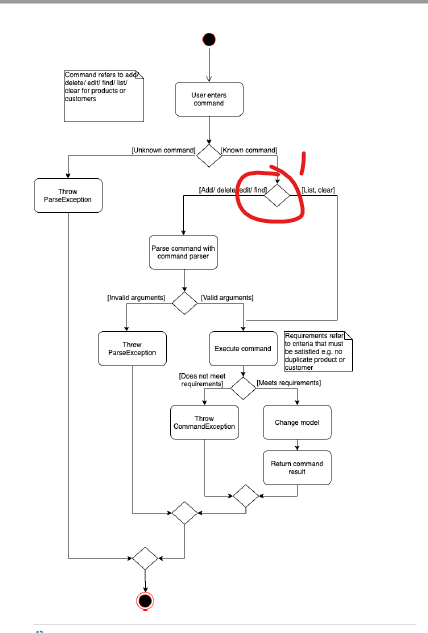 Command refers to add/
delete/ edit/ find/ list/
clear for products or
customers
User enters
command
[Unknown command]
[Known command]
Throw
ParseException
[Add/ delete/edit/ find]
[List, clear]
Parse command with
command parser
[Invalid arguments]
[Valid arguments]
Throw
ParseException
Execute command
Requirements refer
to criteria that must
be satisfied e.g. no
duplicate product or
customer
[Does not meet
requirements]
[Meets requirements]
Throw
CommandException
Change model
Return command
result